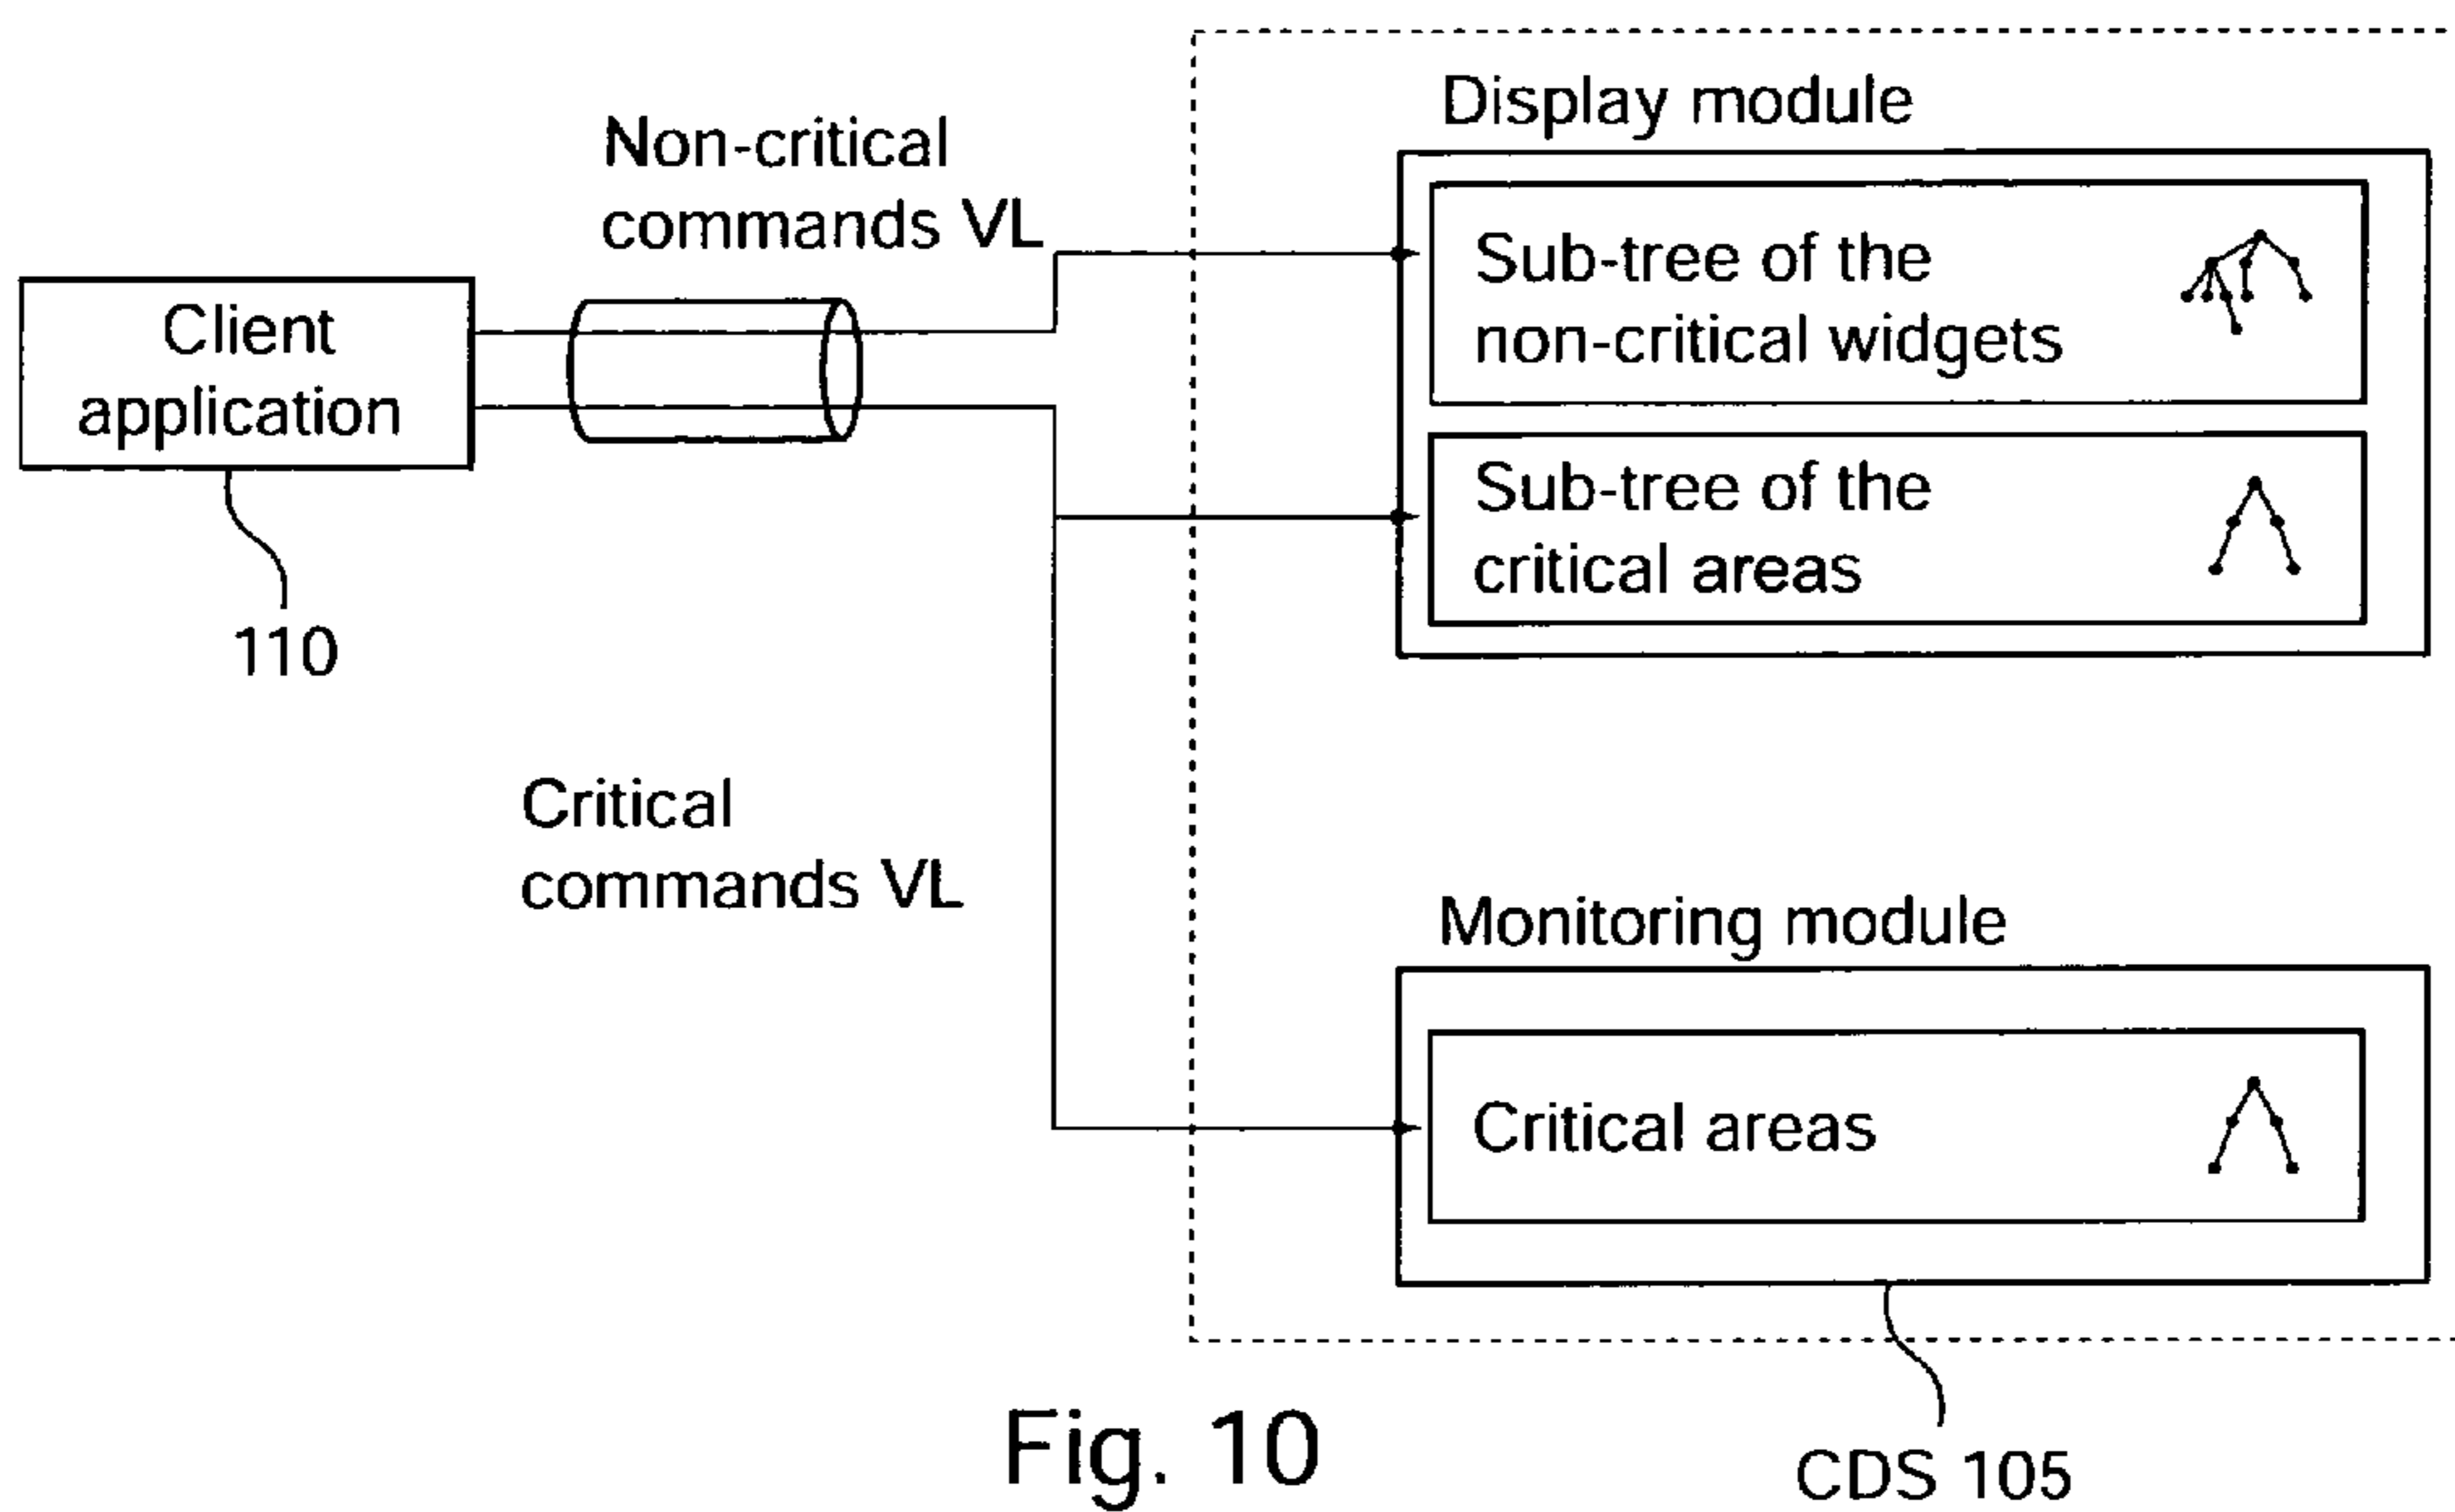 Display module
Non-critical
commands VL
Sub-tree of the
non-critical widgets
Client
application
Sub-tree of the
critical areas
110
Critical
commands VL
Monitoring module
Critical areas
Fig. 10
CDS 105